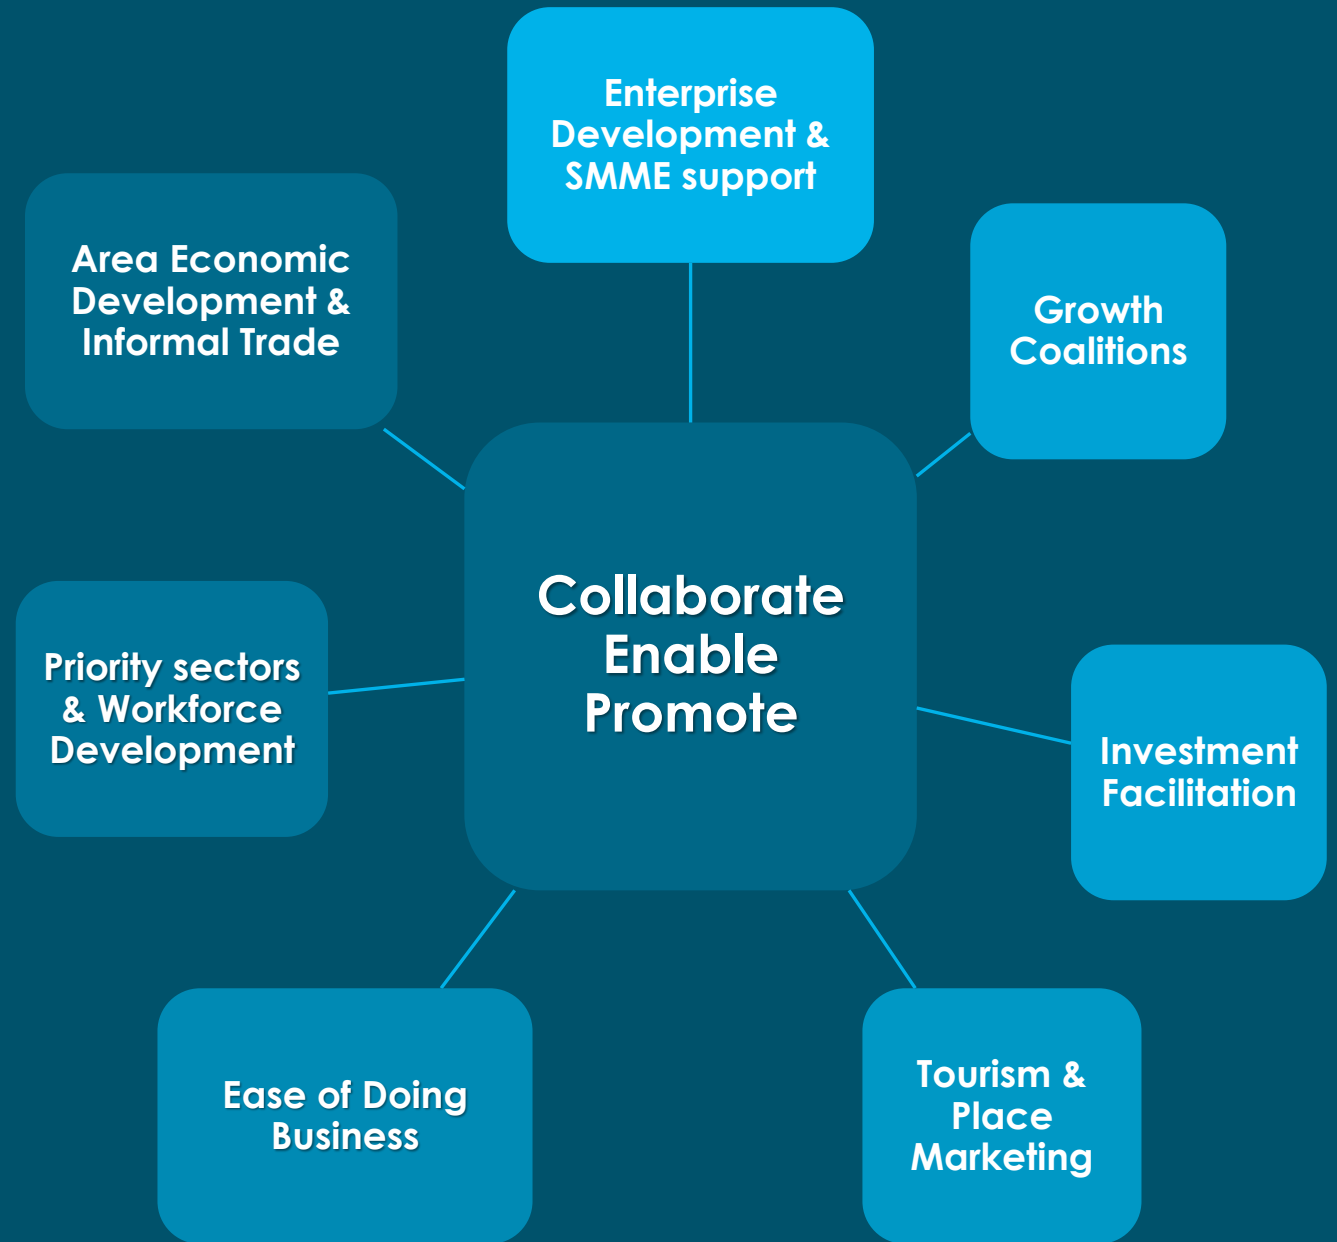 Enterprise
Development &
SMME support
Area Economic
Development &
Informal Trade
Growth
Coalitions
Collaborate
Enable
Promote
Priority sectors
& Workforce
Development
Investment
Facilitation
Ease of Doing
Business
Tourism &
Place
Marketing